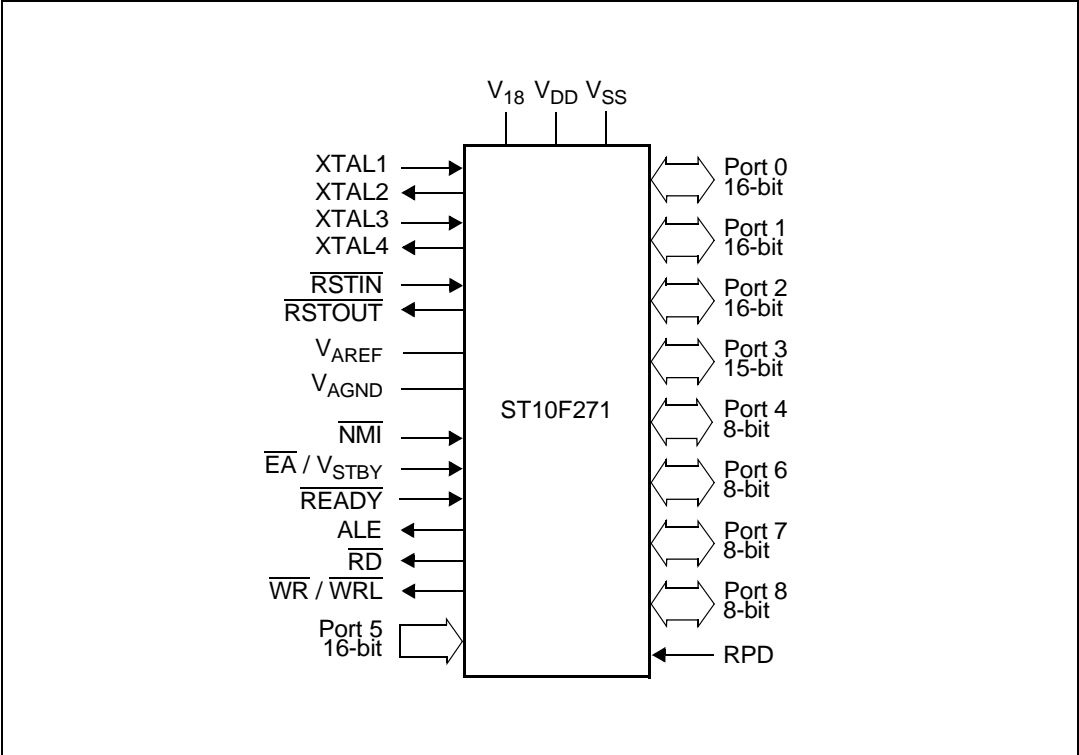 V18 VDD VSS
XTAL1
XTAL2
XTAL3
XTAL4
RSTIN
RSTOUT
VAREF
VAGND
NMI
EA / VSTBY
READY
ALE
RD
WR / WRL
Port 5
16-bit
ST10F271
Port 0
16-bit
Port 1
16-bit
Port 2
16-bit
Port 3
15-bit
Port 4
8-bit
Port 6
8-bit
Port 7
8-bit
Port 8
8-bit
RPD